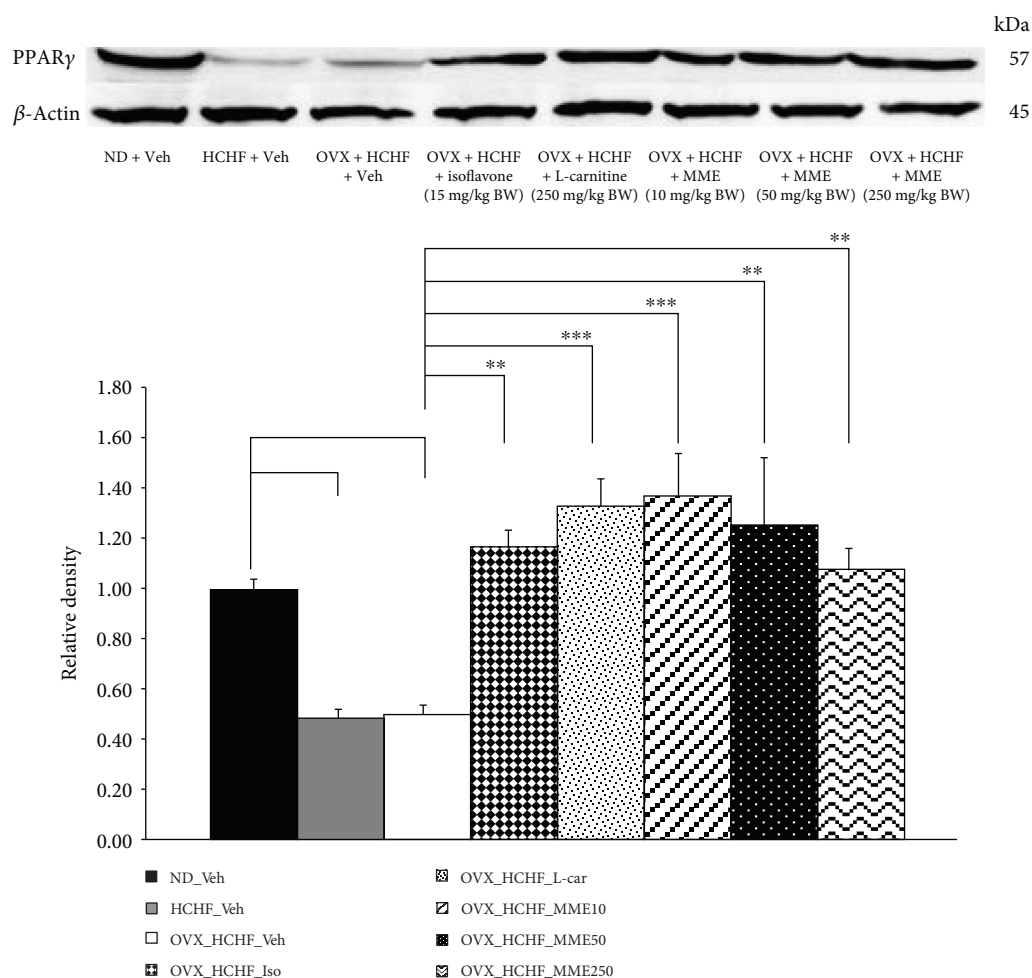 kDa
PPARγ 57
β-Actin 45
ND + Veh
HCHF + Veh
OVX + HCHF
+ Veh
OVX + HCHF
+ isoflavone
(15 mg/kg BW)
OVX + HCHF
+ L-carnitine
(250 mg/kg BW)
OVX + HCHF
+ MME
(10 mg/kg BW)
OVX + HCHF
+ MME
(50 mg/kg BW)
OVX + HCHF
+ MME
(250 mg/kg BW)
**
**
***
***
**
1.80
1.60
1.40
1.20
1.00
0.80
0.60
0.40
0.20
0.00
Relative density
ND_Veh
HCHF_Veh
OVX_HCHF_Veh
OVX_HCHF_Iso
OVX_HCHF_L-car
OVX_HCHF_MME10
OVX_HCHF_MME50
OVX_HCHF_MME250